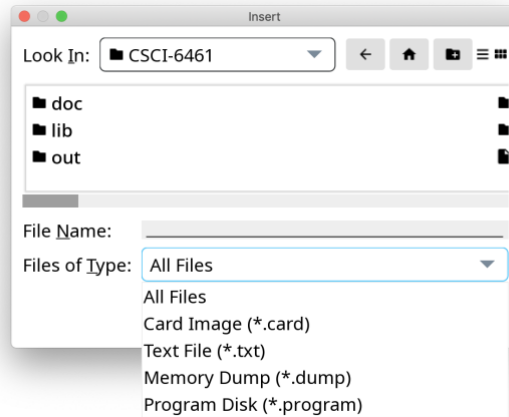 Insert
Look In: CSCI-6461
doc
lib
out
File Name:
Files of Type: All Files
All Files
Card Image (*.card)
Text File (*.txt)
Memory Dump (*.dump)
Program Disk (*.program)